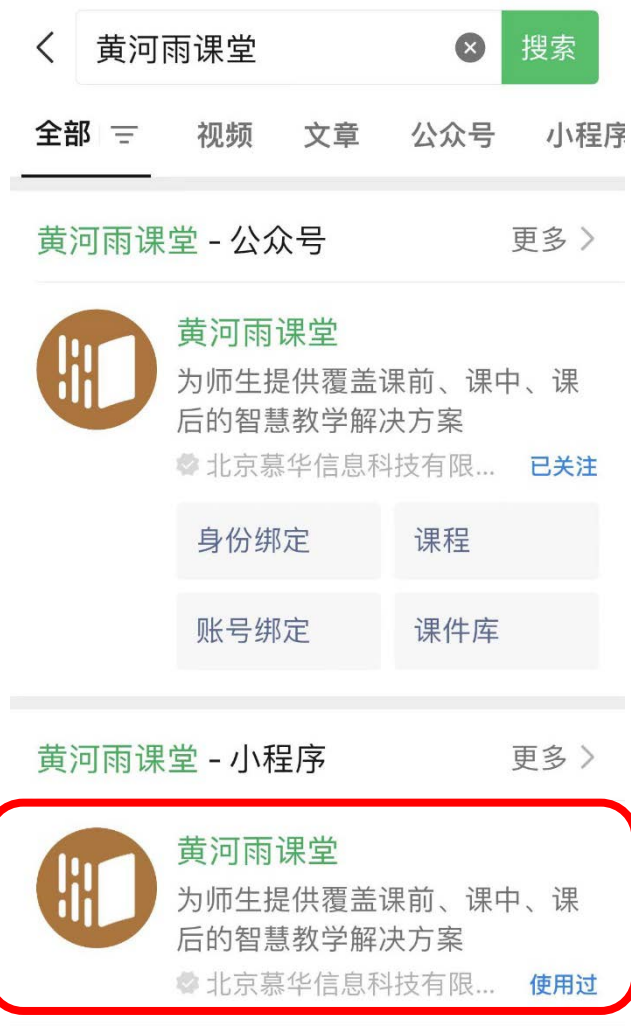 黄河雨课堂 搜索
全部 视频 文章 公众号 小程序
黄河雨课堂 - 公众号 更多
黄河雨课堂
为师生提供覆盖课前、课中、课
后的智慧教学解决方案
北京慕华信息科技有限... 已关注
身份绑定 课程
账号绑定 课件库
黄河雨课堂 - 小程序 更多
黄河雨课堂
为师生提供覆盖课前、课中、课
后的智慧教学解决方案
北京慕华信息科技有限... 使用过